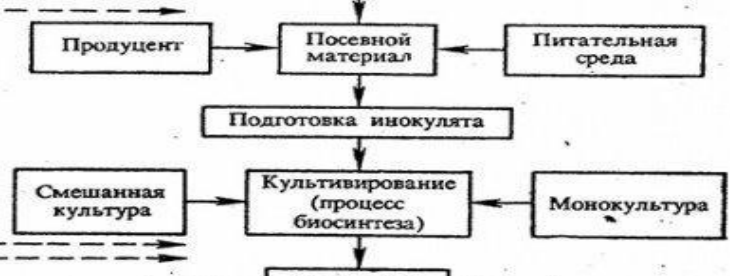 Продуцент
Посевной
материал
Питательная
среда
Подготовка инокулята
Смешанная
культура
Культивирование
(процесс
биосинтеза)
Монокультура